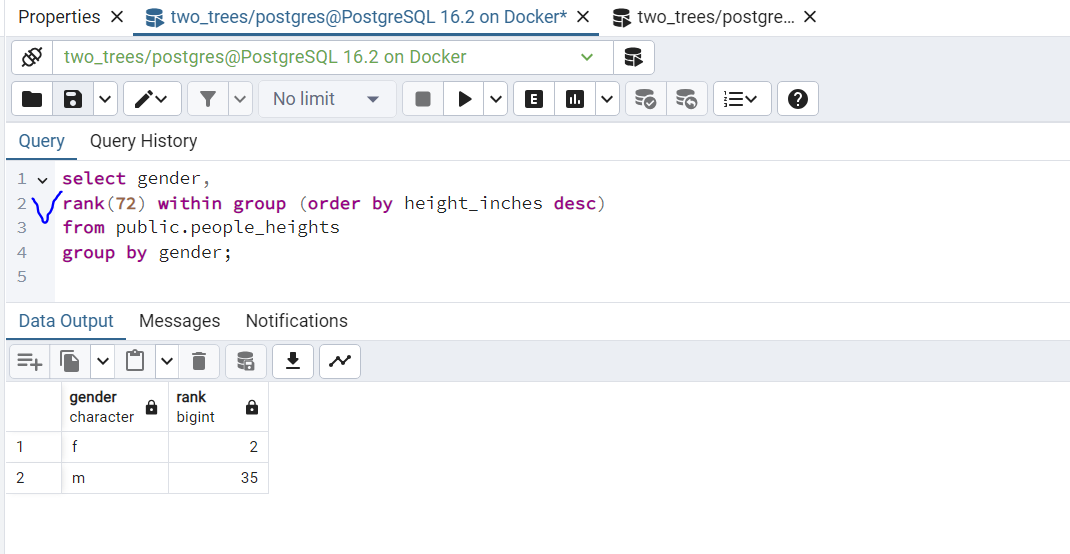 Properties two_trees/postgres@PostgreSQL 16.2 on Docker* two_trees/postgre...
two_trees/postgres@PostgreSQL 16.2 on Docker
No limit E
Query Query History
1 select gender,
2 rank(72) within group (order by height_inches desc)
3 from public.people_heights
4 group by gender;
5
Data Output Messages Notifications
gender rank
character bigint
1 f 2
2 m 35